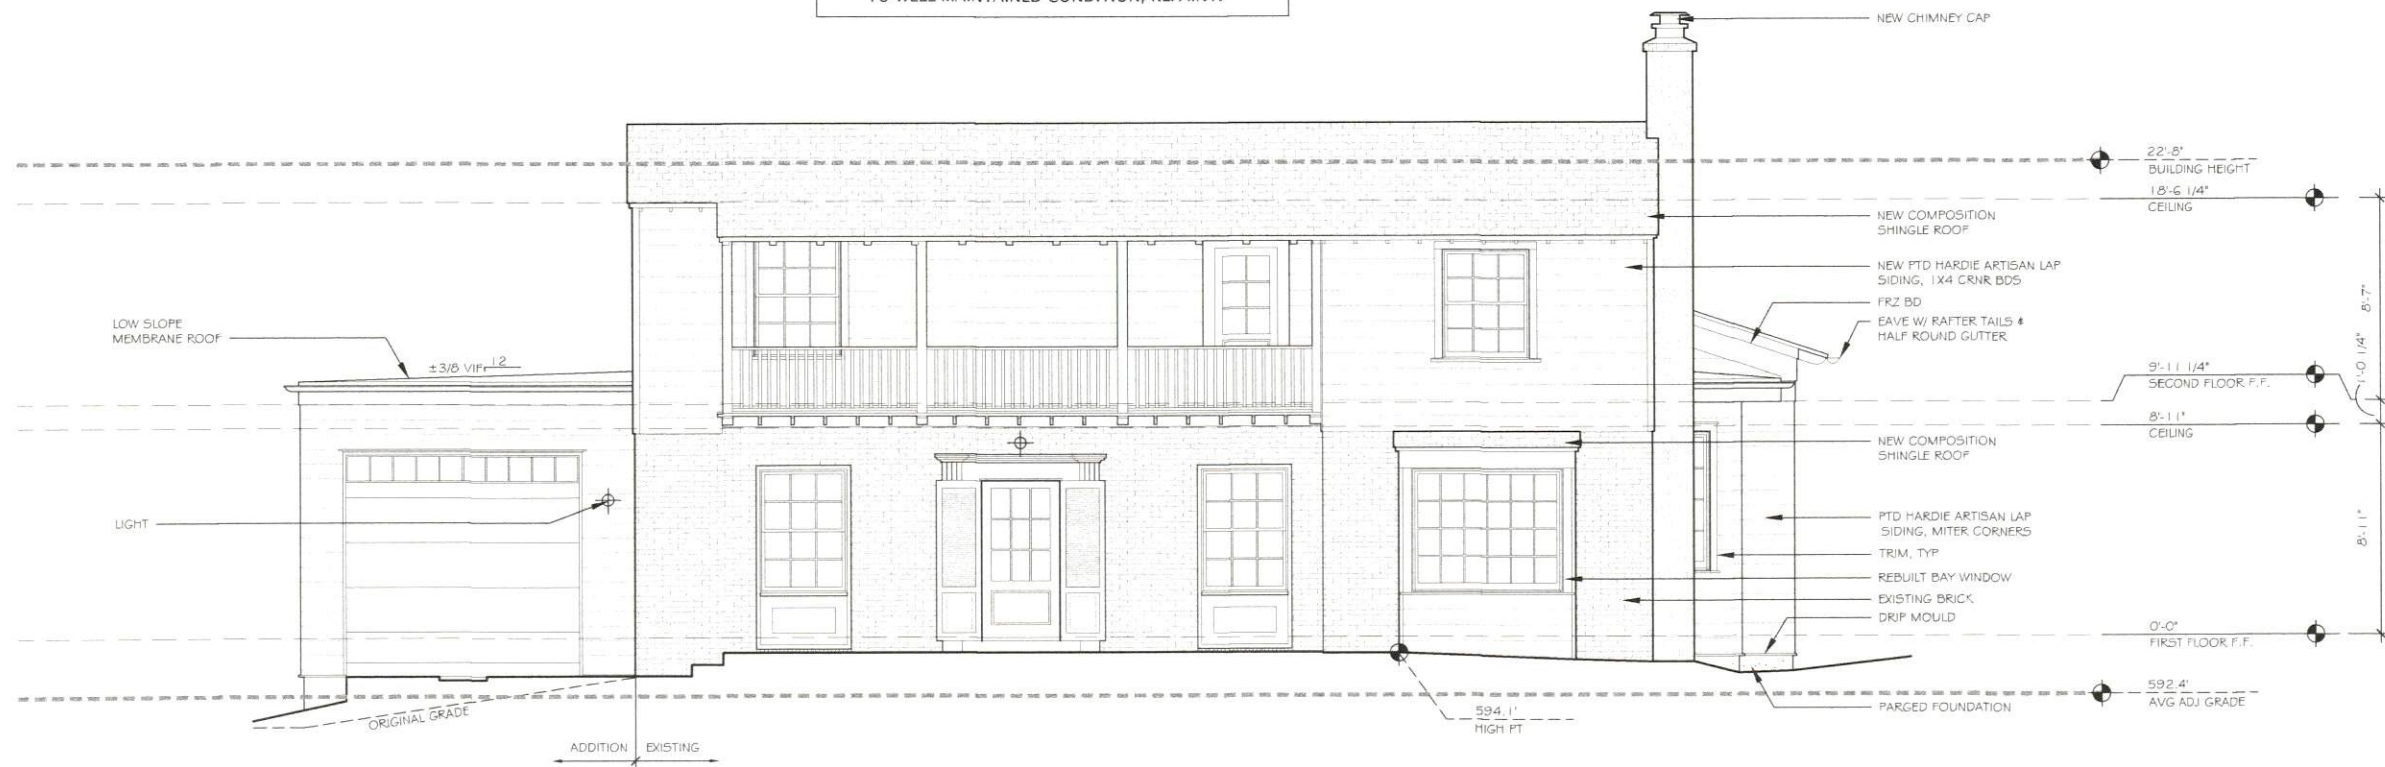 NEW CHIMNEY CAP
22'-8"
BUILDING HEIGHT
18'-6 1/4"
CEILING
NEW COMPOSITION
SHINGLE ROOF
NEW PTD HARDIE ARTISAN LAP
SIDING, 1X4 CRNR BDS
FRZ BD
EAVE W/ RAFTER TAILS &
HALF ROUND GUTTER
8'-7"
LOW SLOPE
MEMBRANE ROOF
±3/8 VIF
12
9'-11 1/4"
SECOND FLOOR F.F.
1'-0 1/4"
8'-11"
CEILING
NEW COMPOSITION
SHINGLE ROOF
LIGHT
PTD HARDIE ARTISAN LAP
SIDING, MITER CORNERS
8'-11"
TRIM, TYP
REBUILT BAY WINDOW
EXISTING BRICK
DRIP MOULD
0'-0"
FIRST FLOOR F.F.
592.4'
AVG ADJ GRADE
PARGED FOUNDATION
594.1'
HIGH PT
ORIGINAL GRADE
ADDITION
EXISTING